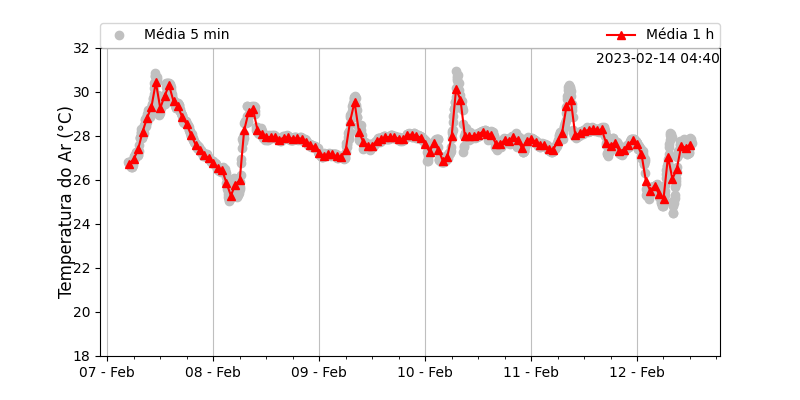 Média 5 min
Média 1 h
2023-02-14 04:40
Temperatura do Ar (°C)
32
30
28
26
24
22
20
18
07 - Feb
08 - Feb
09 - Feb
10 - Feb
11 - Feb
12 - Feb